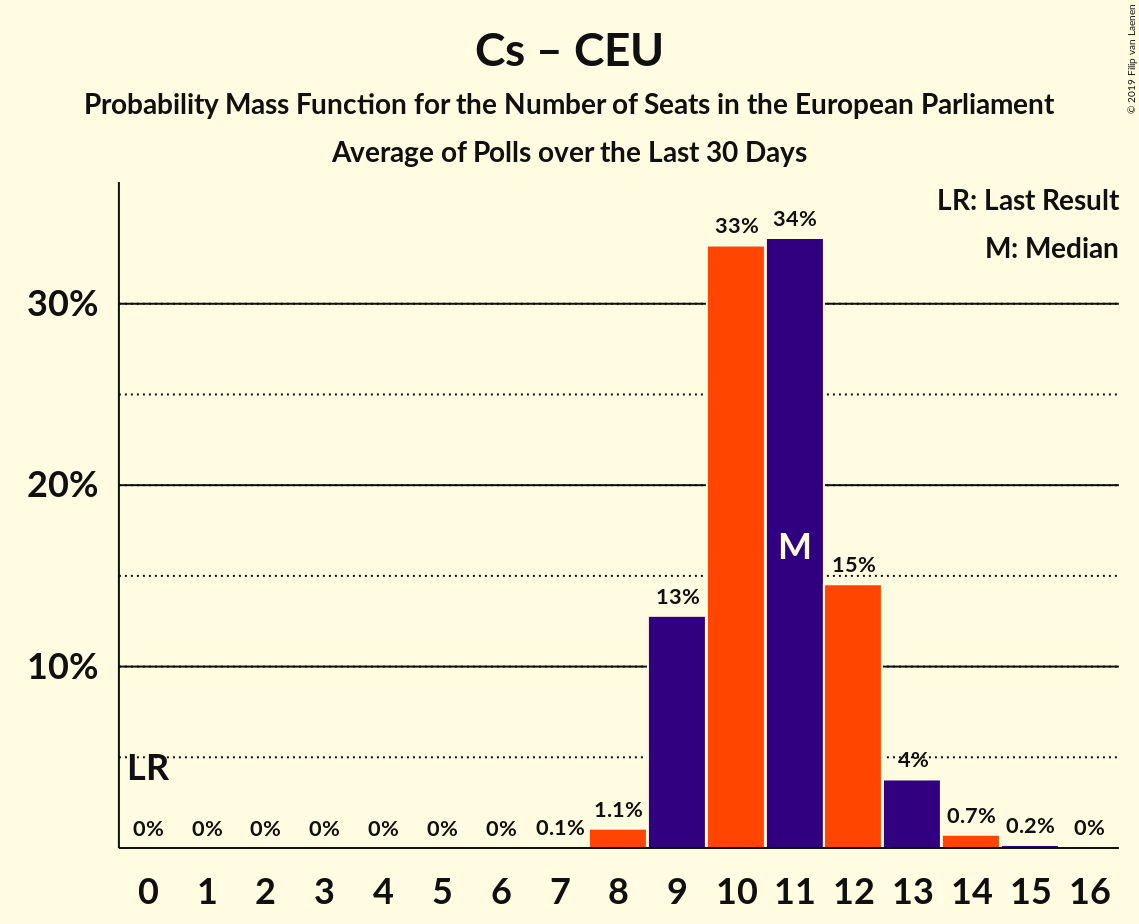 Cs – CEU
Probability Mass Function for the Number of Seats in the European Parliament
Average of Polls over the Last 30 Days
© 2019 Filip van Laenen
LR: Last Result
M: Median
30%
20%
10%
LR
M
0% 0% 0% 0% 0% 0% 0% 0.1% 1.1% 13% 33% 34% 15% 4% 0.7% 0.2% 0%
0 1 2 3 4 5 6 7 8 9 10 11 12 13 14 15 16